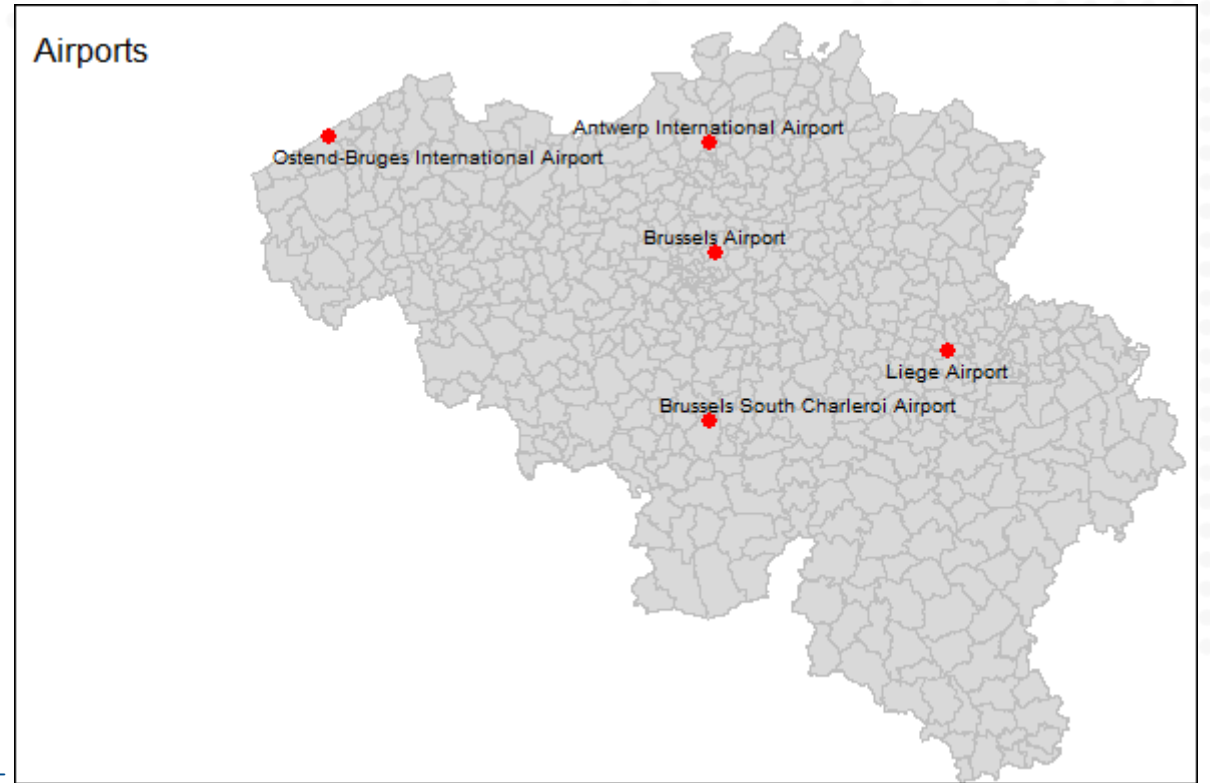 Airports
Antwerp International Airport
Ostend-Bruges International Airport
Brussels Airport
Liege Airport
Brussels South Charleroi Airport